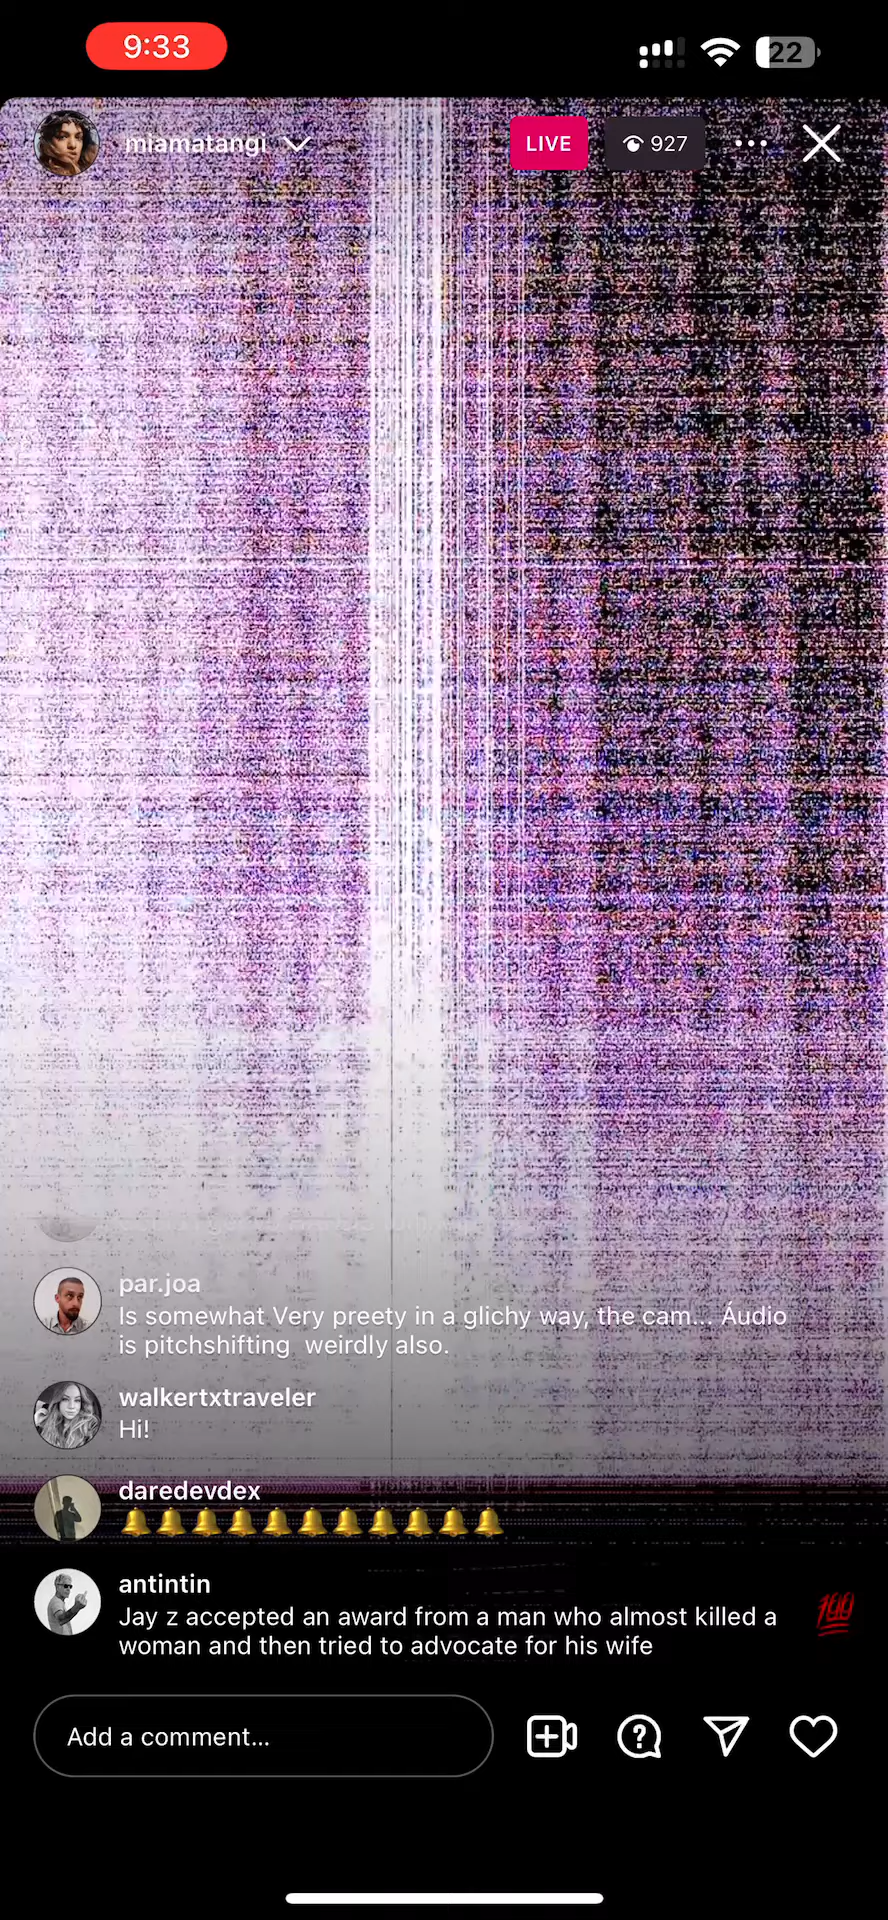 9:33
22
miamatangi
LIVE
927
par.joa
Is somewhat Very preety in a glichy way, the cam... Áudio
is pitchshifting weirdly also.
walkertxtraveler
Hi!
daredevdex
🔔🔔🔔🔔🔔🔔🔔🔔🔔🔔🔔
antintin
Jay z accepted an award from a man who almost killed a
woman and then tried to advocate for his wife
💯
Add a comment...